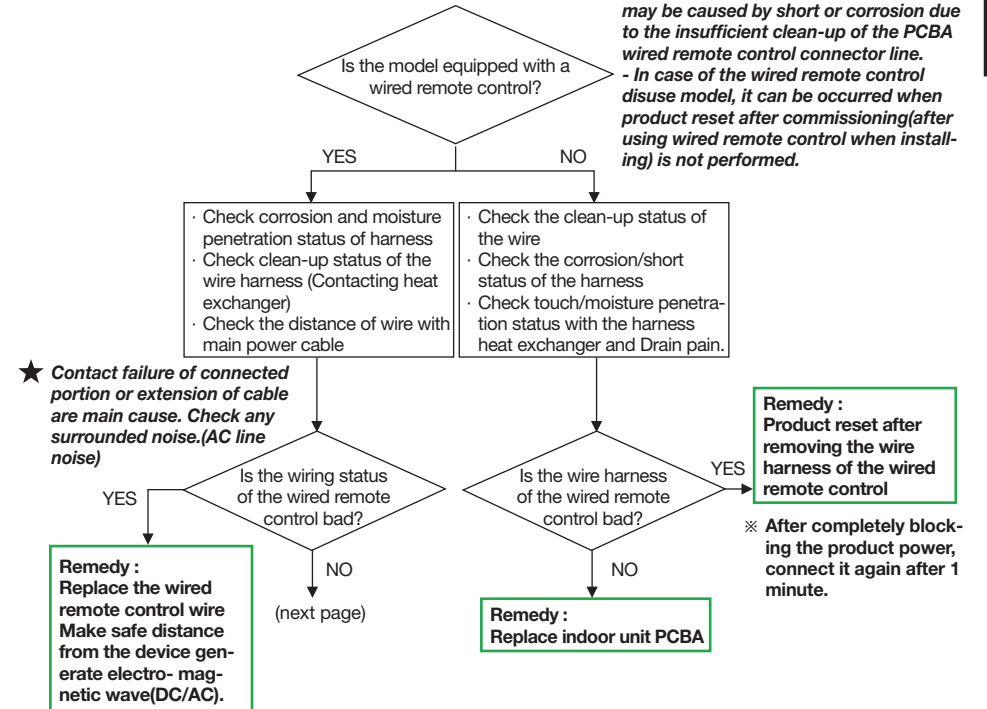 may be caused by short or corrosion due
to the insufficient clean-up of the PCBA
wired remote control connector line.
- In case of the wired remote control
disuse model, it can be occurred when
product reset after commissioning(after
using wired remote control when install-
ing) is not performed.
Is the model equipped with a
wired remote control?
YES
NO
· Check corrosion and moisture
penetration status of harness
· Check clean-up status of the
wire harness (Contacting heat
exchanger)
· Check the distance of wire with
main power cable
· Check the clean-up status of
the wire
· Check the corrosion/short
status of the harness
· Check touch/moisture penetra-
tion status with the harness
heat exchanger and Drain pain.
★ Contact failure of connected
portion or extension of cable
are main cause. Check any
surrounded noise.(AC line
noise)
Is the wiring status
of the wired remote
control bad?
YES
NO
(next page)
Remedy :
Replace the wired
remote control wire
Make safe distance
from the device gen-
erate electro- mag-
netic wave(DC/AC).
Is the wire harness
of the wired remote
control bad?
YES
NO
Remedy :
Replace indoor unit PCBA
Remedy :
Product reset after
removing the wire
harness of the wired
remote control
※ After completely block-
ing the product power,
connect it again after 1
minute.